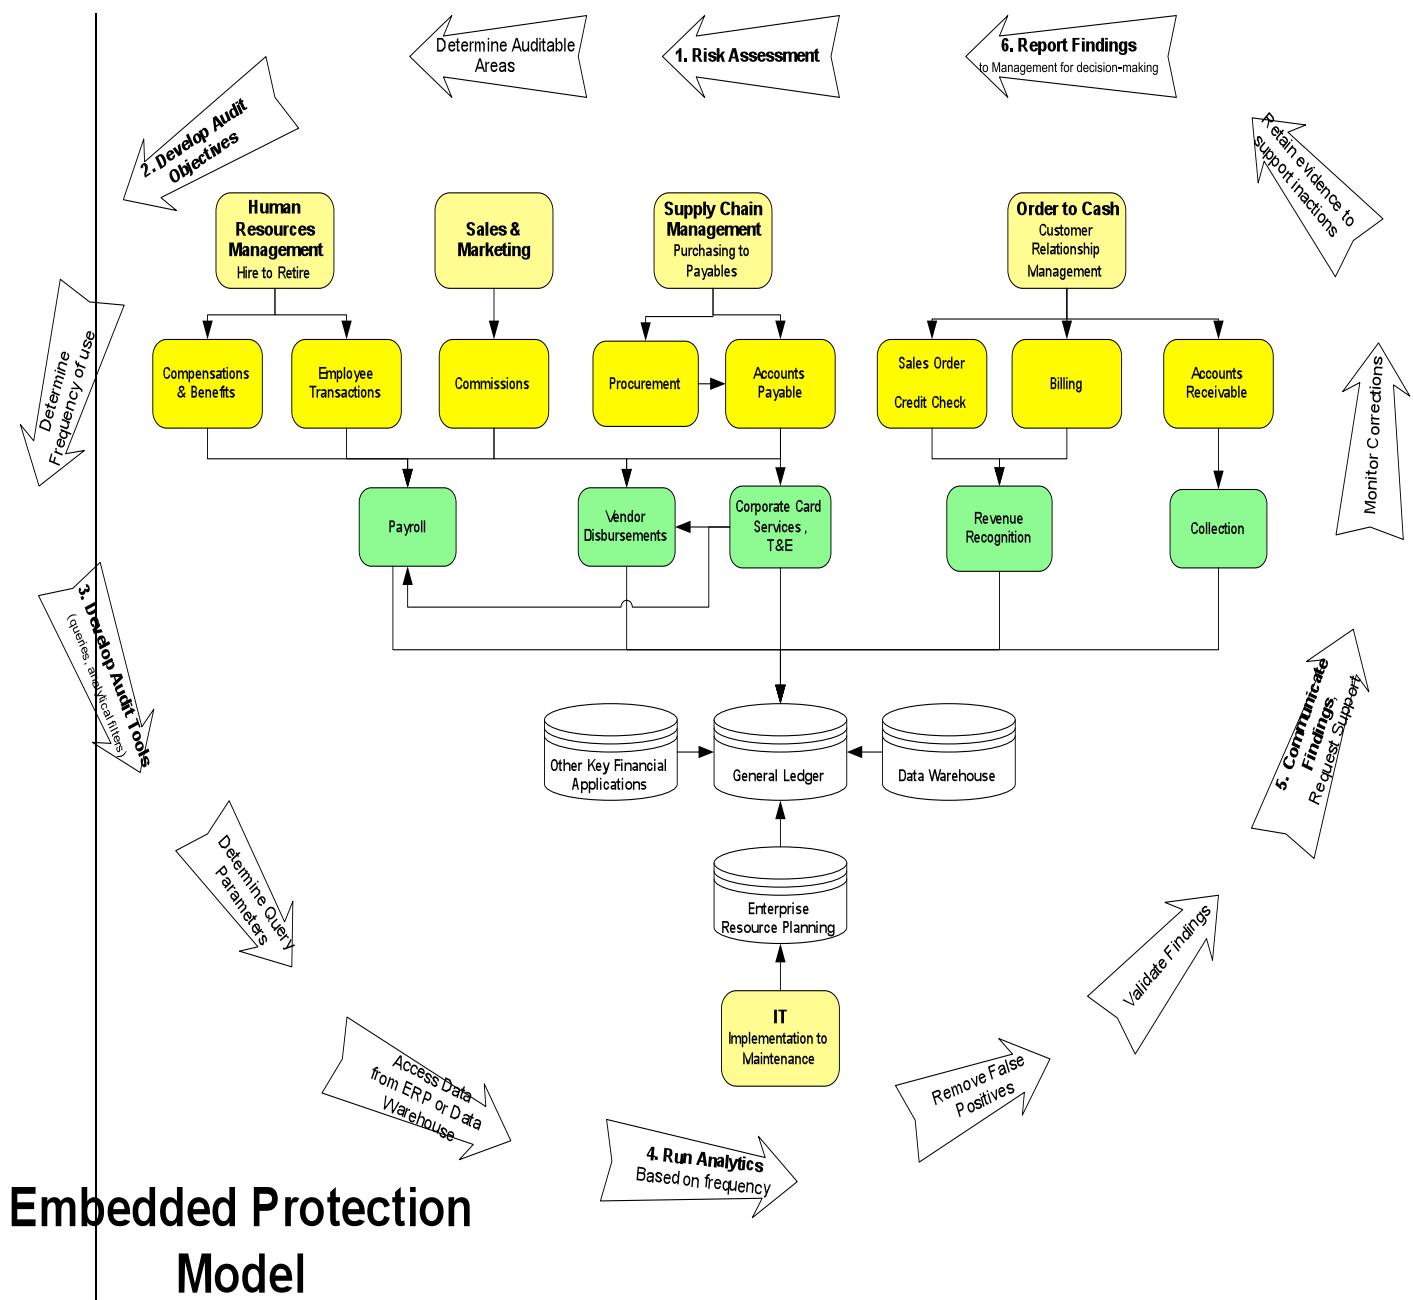 Determine Auditable
Areas
1. Risk Assessment
6. Report Findings
to Management for decision-making
2. Develop Audit
Objectives
Retain evidence to
support inactions
Human
Resources
Management
Hire to Retire
Sales &
Marketing
Supply Chain
Management
Purchasing to
Payables
Order to Cash
Customer
Relationship
Management
Determine
Frequency of use
Compensations
& Benefits
Employee
Transactions
Commissions
Procurement
Accounts
Payable
Sales Order
Credit Check
Billing
Accounts
Receivable
Monitor Corrections
Payroll
Vendor
Disbursements
Corporate Card
Services ,
T&E
Revenue
Recognition
Collection
3. Develop Audit Tools
(queries, analytical filters)
5. Communicate
Findings,
Request Support
Other Key Financial
Applications
General Ledger
Data Warehouse
Determine Query
Parameters
Enterprise
Resource Planning
Validate Findings
IT
Implementation to
Maintenance
Access Data
from ERP or Data
Warehouse
Remove False
Positives
4. Run Analytics
Based on frequency
Embedded Protection
Model